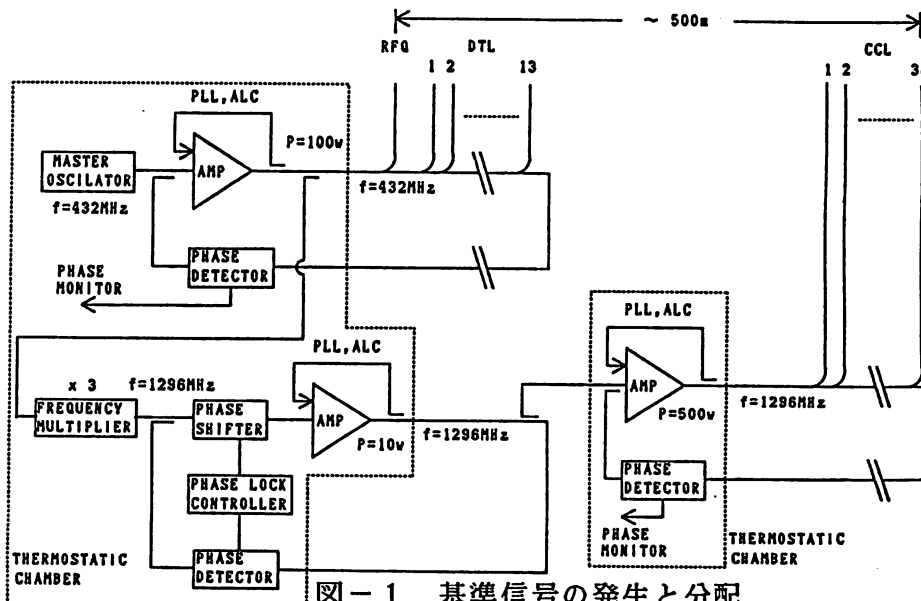 ~ 500m
RFQ
DTL
CCL
1 2
13
1 2
PLL,ALC
P=100w
MASTER
OSCILATOR
AMP
f=432MHz
f=432MHz
PHASE
DETECTOR
PHASE
MONITOR
PLL,ALC
x 3
f=1296MHz
FREQUENCY
MULTIPLIER
PHASE
SHIFTER
AMP
P=10w
f=1296MHz
PHASE LOCK
CONTROLLER
PHASE
DETECTOR
THERMOSTATIC
CHAMBER
PLL,ALC
AMP
P=500w
f=1296MHz
PHASE
DETECTOR
PHASE
MONITOR
THERMOSTATIC
CHAMBER
図-1 基準信号の発生と分配